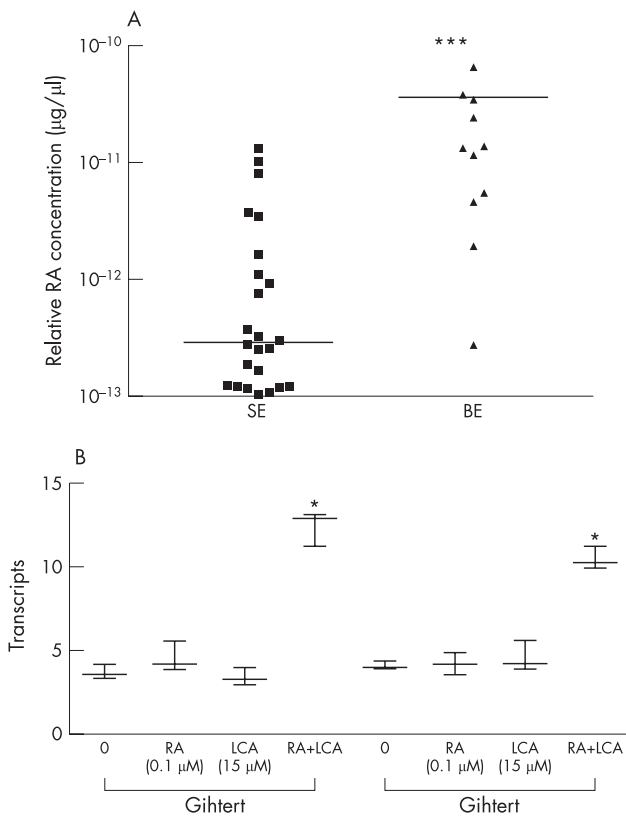 A
Relative RA concentration (μg/μl)
10−10
10−11
10−12
10−13
***
SE
BE
B
Transcripts
15
10
5
0
*
*
0
RA
(0.1 μM)
LCA
(15 μM)
RA+LCA
0
RA
(0.1 μM)
LCA
(15 μM)
RA+LCA
Gihtert
Gihtert